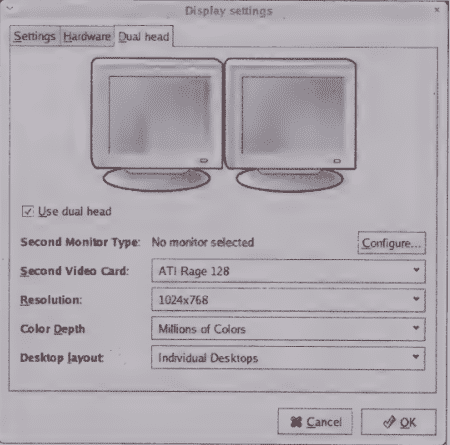 Display settings
Settings Hardware Dual head
Use dual head
Second Monitor Type: No monitor selected Configure...
Second Video Card: ATI Rage 128
Resolution: 1024x768
Color Depth Millions of Colors
Desktop layout: Individual Desktops
Cancel OK